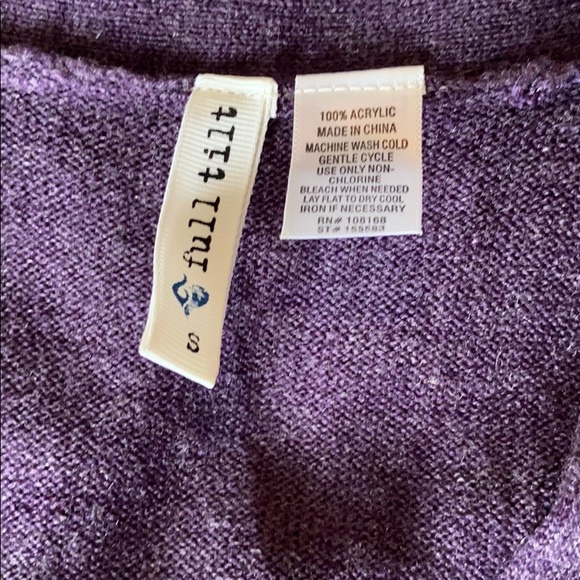 full tilt
S
100% ACRYLIC
MADE IN CHINA
MACHINE WASH COLD
GENTLE CYCLE
USE ONLY NON-
CHLORINE
BLEACH WHEN NEEDED
LAY FLAT TO DRY COOL
IRON IF NECESSARY
RN# 108168
ST# 155583